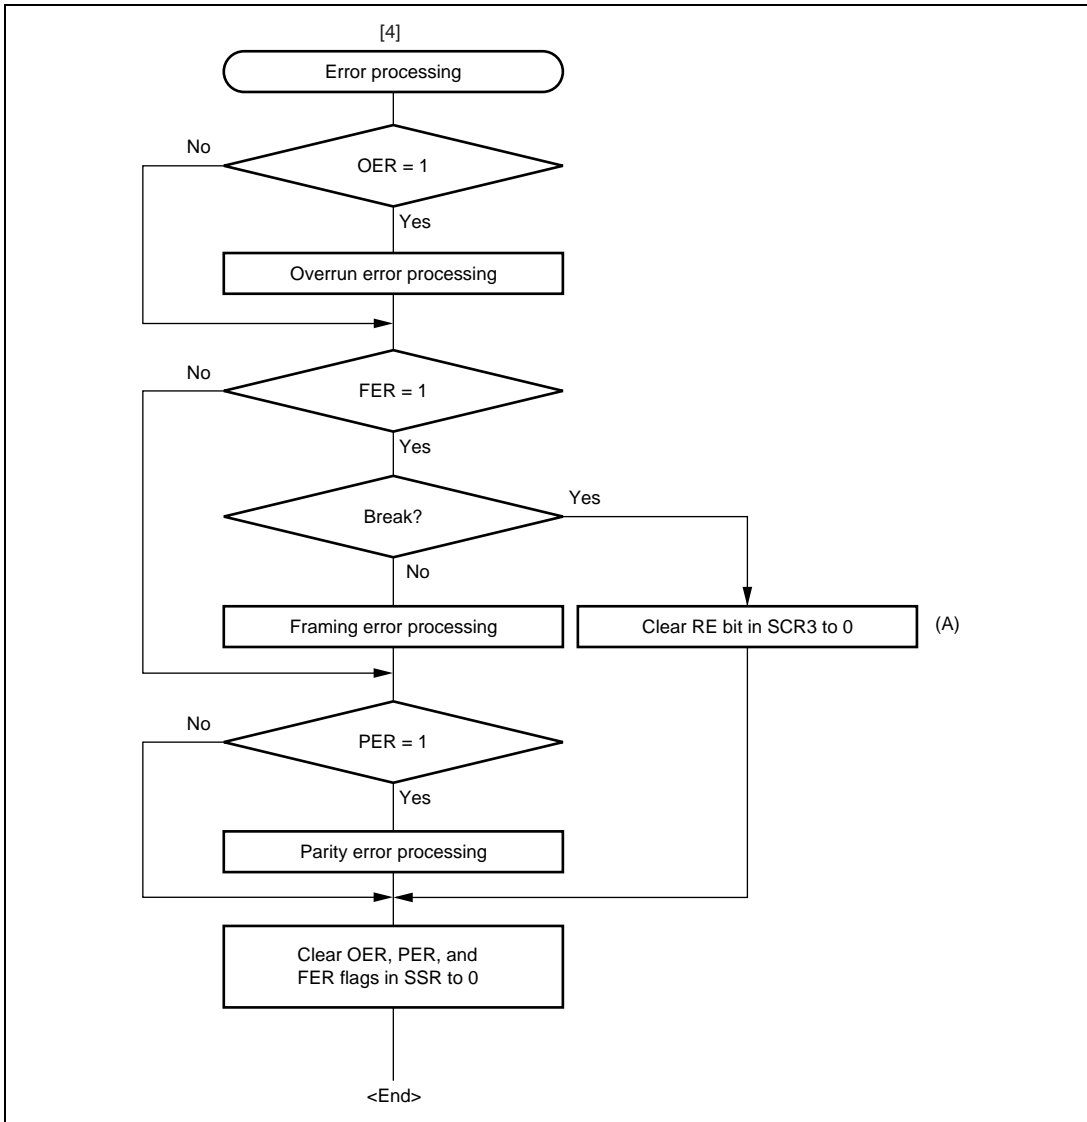 [4]
Error processing
No
OER = 1
Yes
Overrun error processing
No
FER = 1
Yes
Break?
Yes
No
Framing error processing
Clear RE bit in SCR3 to 0
(A)
No
PER = 1
Yes
Parity error processing
Clear OER, PER, and
FER flags in SSR to 0
<End>